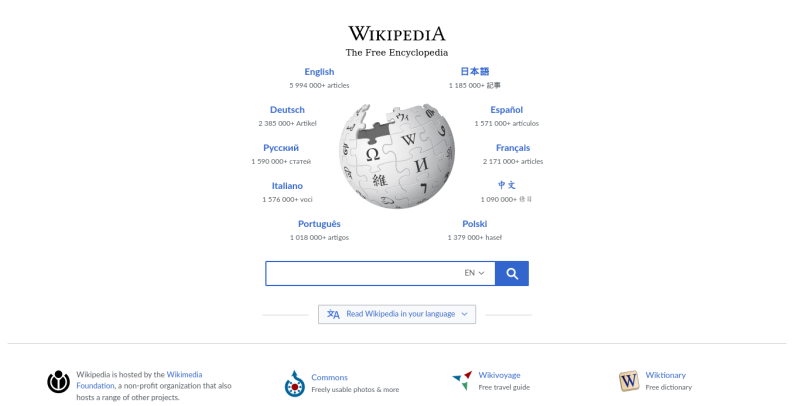 WIKIPEDIA
The Free Encyclopedia
English
5 994 000+ articles
日本語
1 185 000+ 記事
Deutsch
2 385 000+ Artikel
Español
1 571 000+ artículos
Русский
1 590 000+ статей
Français
2 171 000+ articles
Italiano
1 576 000+ voci
中文
1 090 000+
Português
1 018 000+ artigos
Polski
1 379 000+ haseł
Ω
W
И
維
EN
Read Wikipedia in your language
Wikipedia is hosted by the Wikimedia
Foundation, a non-profit organization that also
hosts a range of other projects.
Commons
Freely usable photos & more
Wikivoyage
Free travel guide
W
Wiktionary
Free dictionary